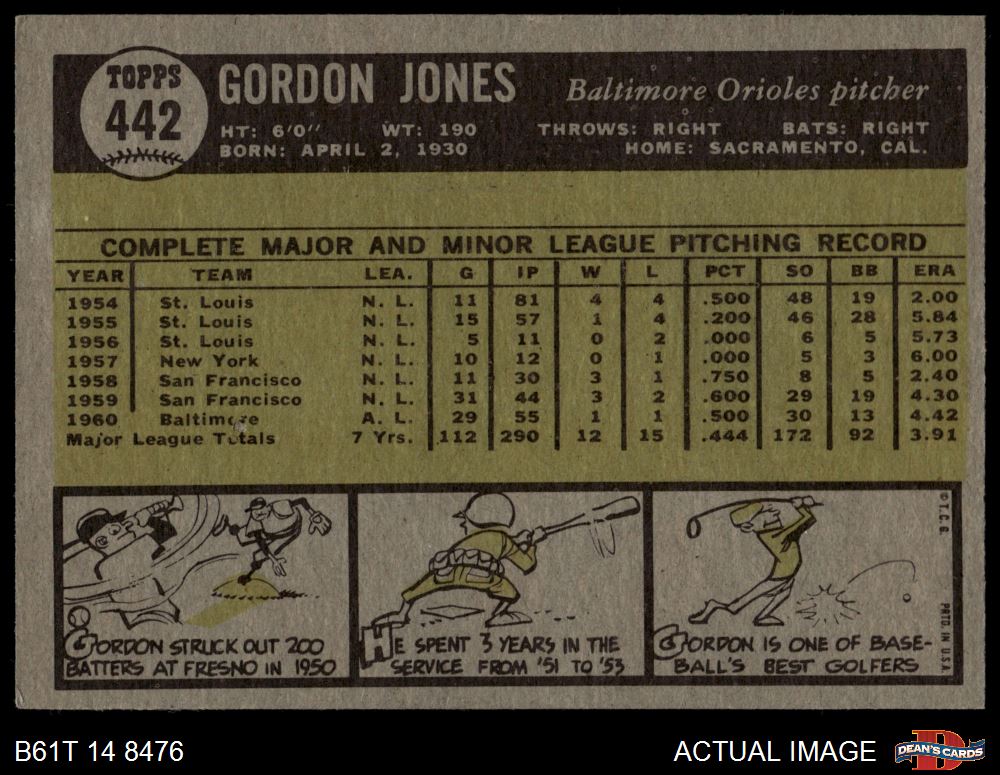 TOPPS
442
GORDON JONES
Baltimore Orioles pitcher
HT: 6'0" WT: 190 THROWS: RIGHT BATS: RIGHT
BORN: APRIL 2, 1930 HOME: SACRAMENTO, CAL.
COMPLETE MAJOR AND MINOR LEAGUE PITCHING RECORD
YEAR TEAM LEA. G IP W L PCT SO BB ERA
1954 St. Louis N. L. 11 81 4 4 .500 48 19 2.00
1955 St. Louis N. L. 15 57 1 4 .200 46 28 5.84
1956 St. Louis N. L. 5 11 0 2 .000 6 5 5.73
1957 New York N. L. 10 12 0 1 .000 5 3 6.00
1958 San Francisco N. L. 11 30 3 1 .750 8 5 2.40
1959 San Francisco N. L. 31 44 3 2 .600 29 19 4.30
1960 Baltimore A. L. 29 55 1 1 .500 30 13 4.42
Major League Totals 7 Yrs. 112 290 12 15 .444 172 92 3.91
GORDON STRUCK OUT 200
BATTERS AT FRESNO IN 1950
HE SPENT 3 YEARS IN THE
SERVICE FROM '51 TO '53
GORDON IS ONE OF BASE-
BALL'S BEST GOLFERS
© T.C.G.
PRTD. IN U.S.A.
B61T 14 8476
ACTUAL IMAGE
D
DEAN'S CARDS